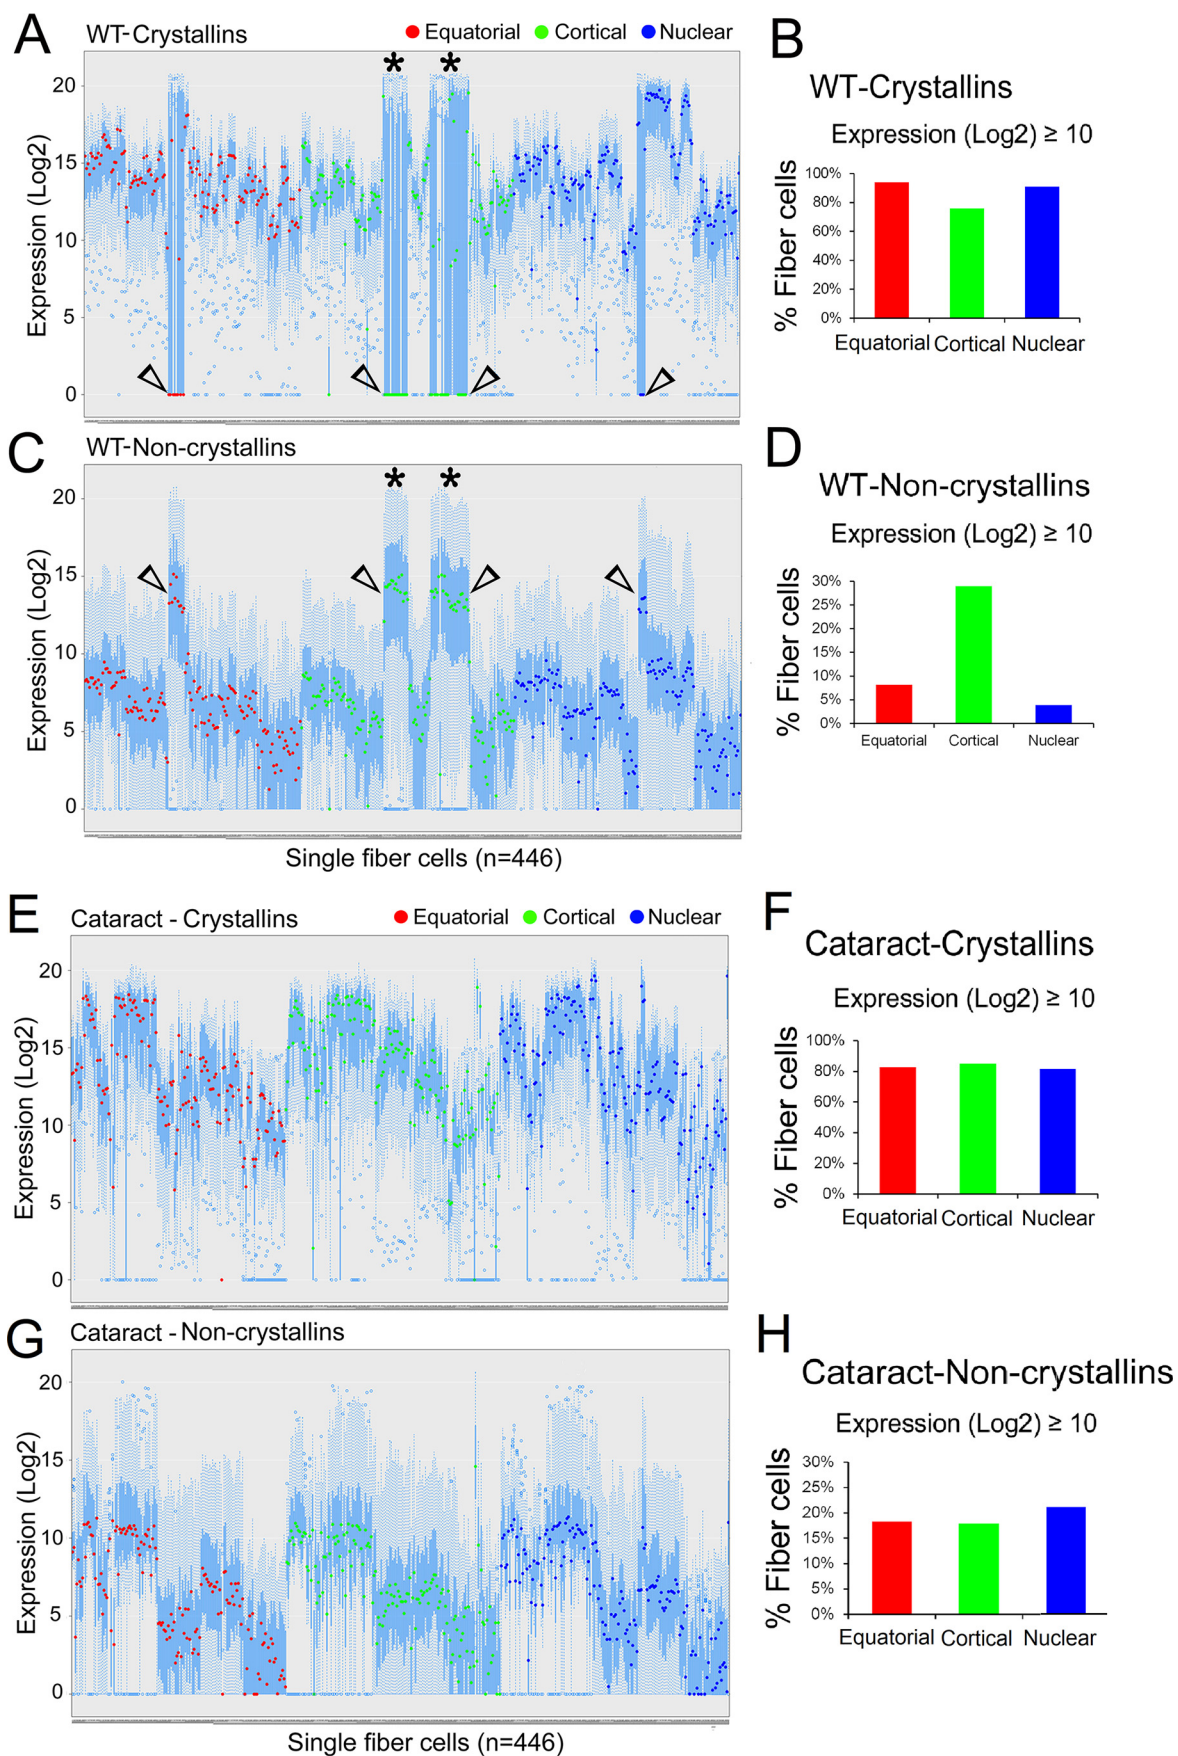 A
WT-Crystallins
Equatorial Cortical Nuclear
* *
Expression (Log2)
20
15
10
5
0
B
WT-Crystallins
Expression (Log2) ≥ 10
% Fiber cells
100%
80%
60%
40%
20%
0%
Equatorial Cortical Nuclear
C
WT-Non-crystallins
* *
Expression (Log2)
20
15
10
5
0
Single fiber cells (n=446)
D
WT-Non-crystallins
Expression (Log2) ≥ 10
% Fiber cells
30%
25%
20%
15%
10%
5%
0%
Equatorial Cortical Nuclear
E
Cataract - Crystallins
Equatorial Cortical Nuclear
Expression (Log2)
20
15
10
5
0
F
Cataract-Crystallins
Expression (Log2) ≥ 10
% Fiber cells
100%
80%
60%
40%
20%
0%
Equatorial Cortical Nuclear
G
Cataract - Non-crystallins
Expression (Log2)
20
15
10
5
0
Single fiber cells (n=446)
H
Cataract-Non-crystallins
Expression (Log2) ≥ 10
% Fiber cells
30%
25%
20%
15%
10%
5%
0%
Equatorial Cortical Nuclear